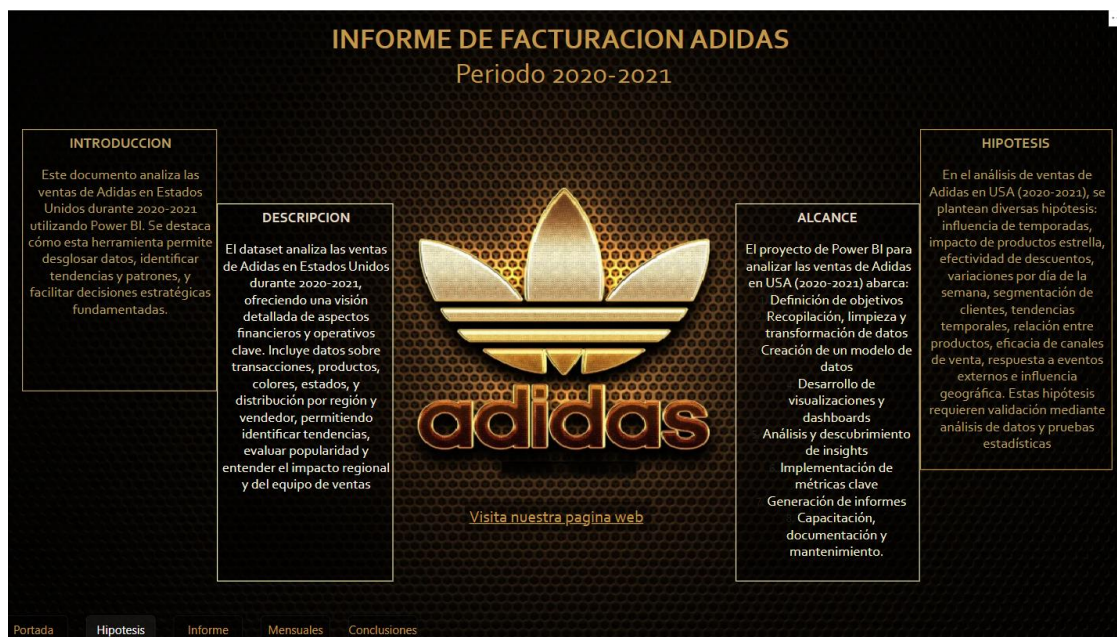 INFORME DE FACTURACION ADIDAS
Periodo 2020-2021
INTRODUCCION
Este documento analiza las
ventas de Adidas en Estados
Unidos durante 2020-2021
utilizando Power BI. Se destaca
cómo esta herramienta permite
desglosar datos, identificar
tendencias y patrones, y
facilitar decisiones estratégicas
fundamentadas.
DESCRIPCION
El dataset analiza las ventas
de Adidas en Estados Unidos
durante 2020-2021,
ofreciendo una visión
detallada de aspectos
financieros y operativos
clave. Incluye datos sobre
transacciones, productos,
colores, estados, y
distribución por región y
vendedor, permitiendo
identificar tendencias,
evaluar popularidad y
entender el impacto regional
y del equipo de ventas
adidas
Visita nuestra pagina web
ALCANCE
El proyecto de Power BI para
analizar las ventas de Adidas
en USA (2020-2021) abarca:
Definición de objetivos
Recopilación, limpieza y
transformación de datos
Creación de un modelo de
datos
Desarrollo de
visualizaciones y
dashboards
Análisis y descubrimiento
de insights
Implementación de
métricas clave
Generación de informes
Capacitación,
documentación y
mantenimiento.
HIPOTESIS
En el análisis de ventas de
Adidas en USA (2020-2021), se
plantean diversas hipótesis:
influencia de temporadas,
impacto de productos estrella,
efectividad de descuentos,
variaciones por día de la
semana, segmentación de
clientes, tendencias
temporales, relación entre
productos, eficacia de canales
de venta, respuesta a eventos
externos e influencia
geográfica. Estas hipótesis
requieren validación mediante
análisis de datos y pruebas
estadísticas
Portada Hipotesis Informe Mensuales Conclusiones